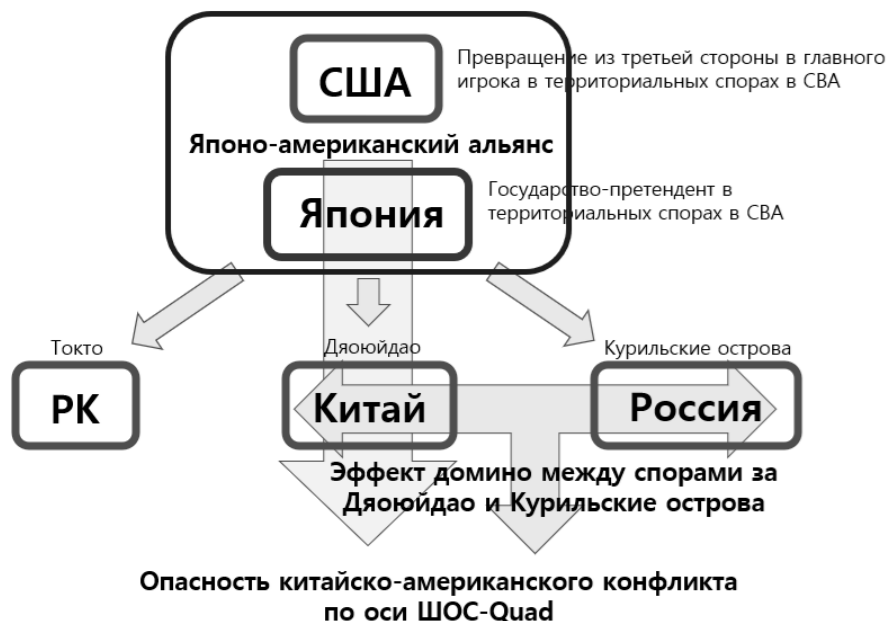 США
Превращение из третьей стороны в главного
игрока в территориальных спорах в СВА
Японо-американский альянс
Япония
Государство-претендент в
территориальных спорах в СВА
Токто
Дяоюйдао
Курильские острова
РК
Китай
Россия
Эффект домино между спорами за
Дяоюйдао и Курильские острова
Опасность китайско-американского конфликта
по оси ШОС-Quad